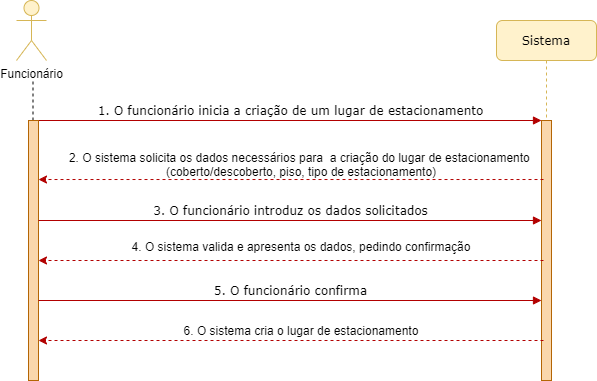 Sistema
Funcionário
1. O funcionário inicia a criação de um lugar de estacionamento
2. O sistema solicita os dados necessários para a criação do lugar de estacionamento
(coberto/descoberto, piso, tipo de estacionamento)
3. O funcionário introduz os dados solicitados
4. O sistema valida e apresenta os dados, pedindo confirmação
5. O funcionário confirma
6. O sistema cria o lugar de estacionamento